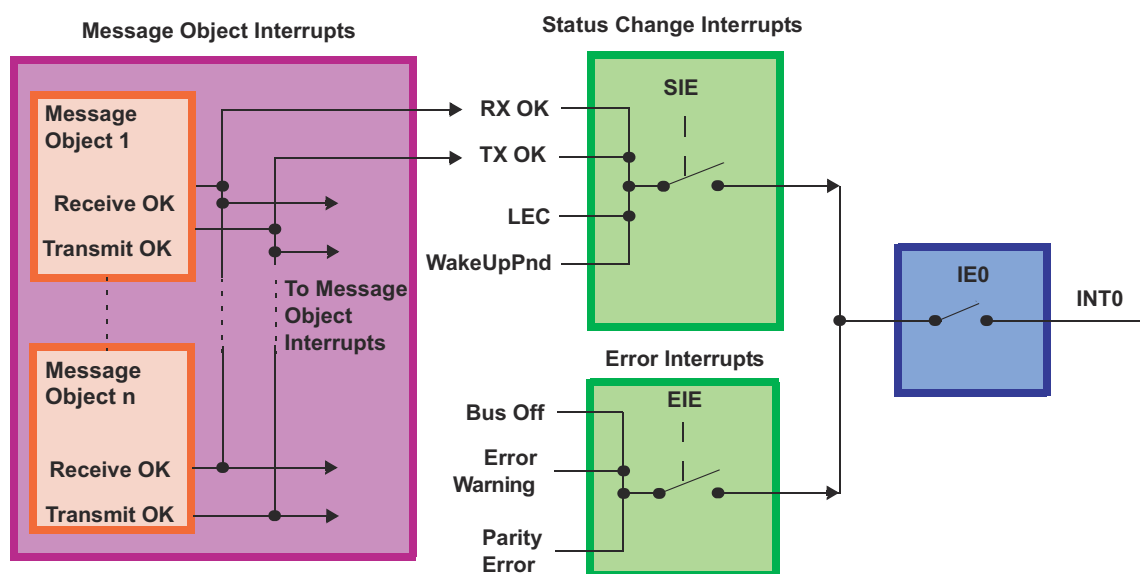 Message Object Interrupts
Message
Object 1
Receive OK
Transmit OK
To Message
Object
Interrupts
Message
Object n
Receive OK
Transmit OK
Status Change Interrupts
SIE
RX OK
TX OK
LEC
WakeUpPnd
Error Interrupts
EIE
Bus Off
Error
Warning
Parity
Error
IE0
INT0